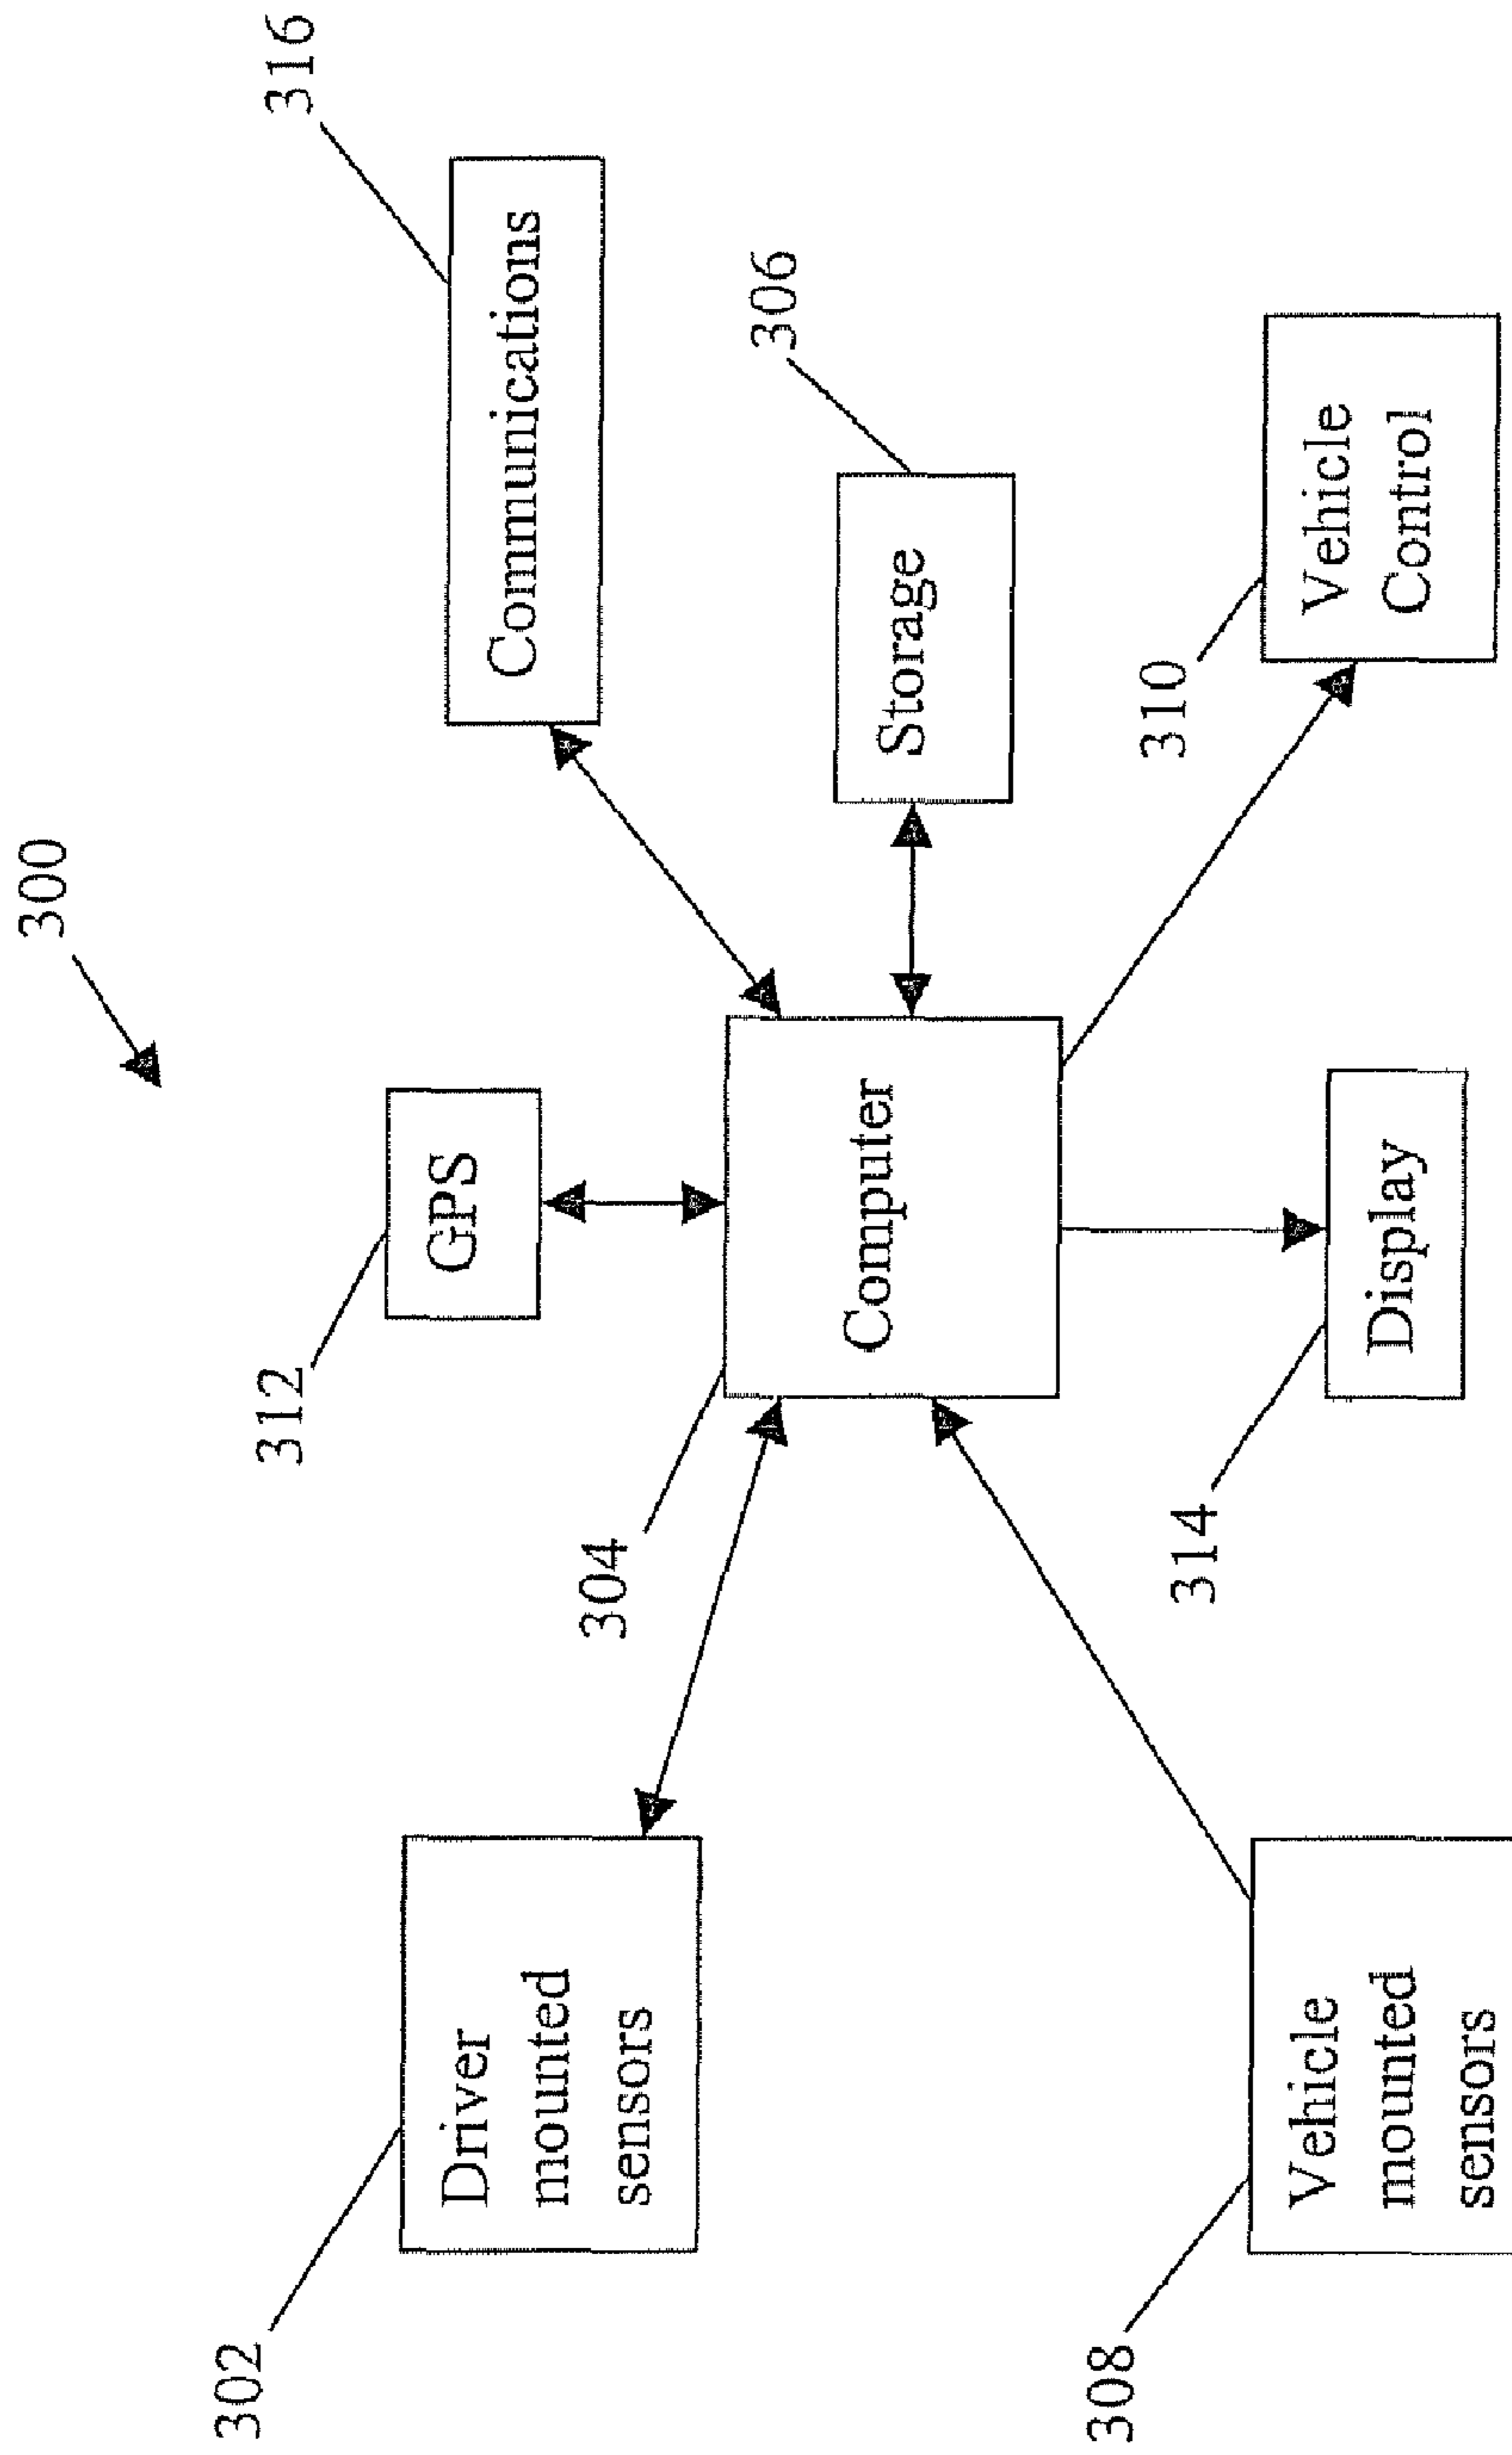 300
312
GPS
316
Communications
302
Driver
mounted
sensors
304
Computer
306
Storage
308
Vehicle
mounted
sensors
314
Display
310
Vehicle
Control